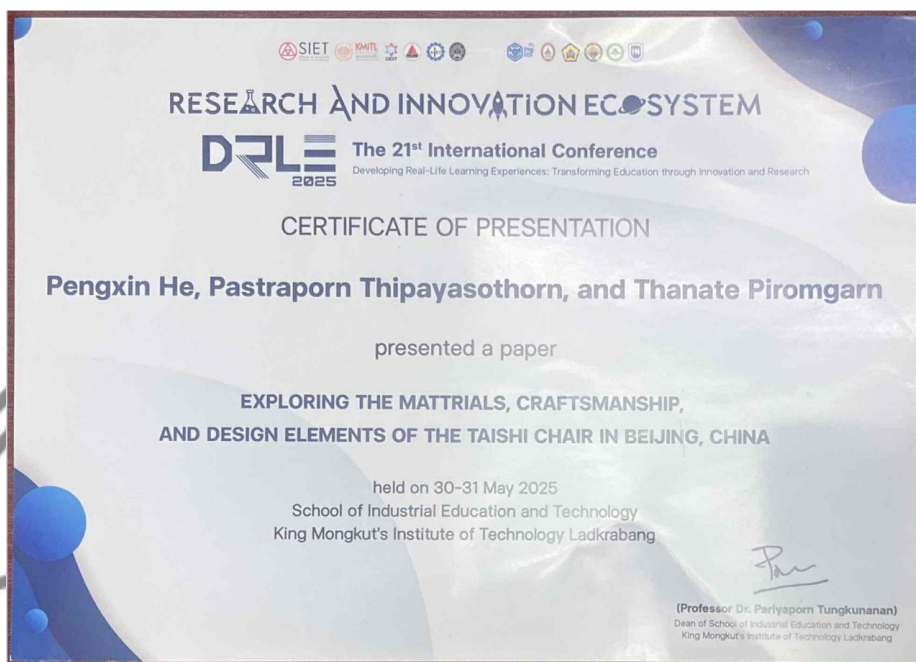 SIET KMITL
RESEARCH AND INNOVATION ECOSYSTEM
DRLE
2025
The 21st International Conference
Developing Real-Life Learning Experiences: Transforming Education through Innovation and Research
CERTIFICATE OF PRESENTATION
Pengxin He, Pastraporn Thipayasothorn, and Thanate Piromgarn
presented a paper
EXPLORING THE MATTRIALS, CRAFTSMANSHIP,
AND DESIGN ELEMENTS OF THE TAISHI CHAIR IN BEIJING, CHINA
held on 30-31 May 2025
School of Industrial Education and Technology
King Mongkut's Institute of Technology Ladkrabang
(Professor Dr. Pariyaporn Tungkunanan)
Dean of School of Industrial Education and Technology
King Mongkut's Institute of Technology Ladkrabang